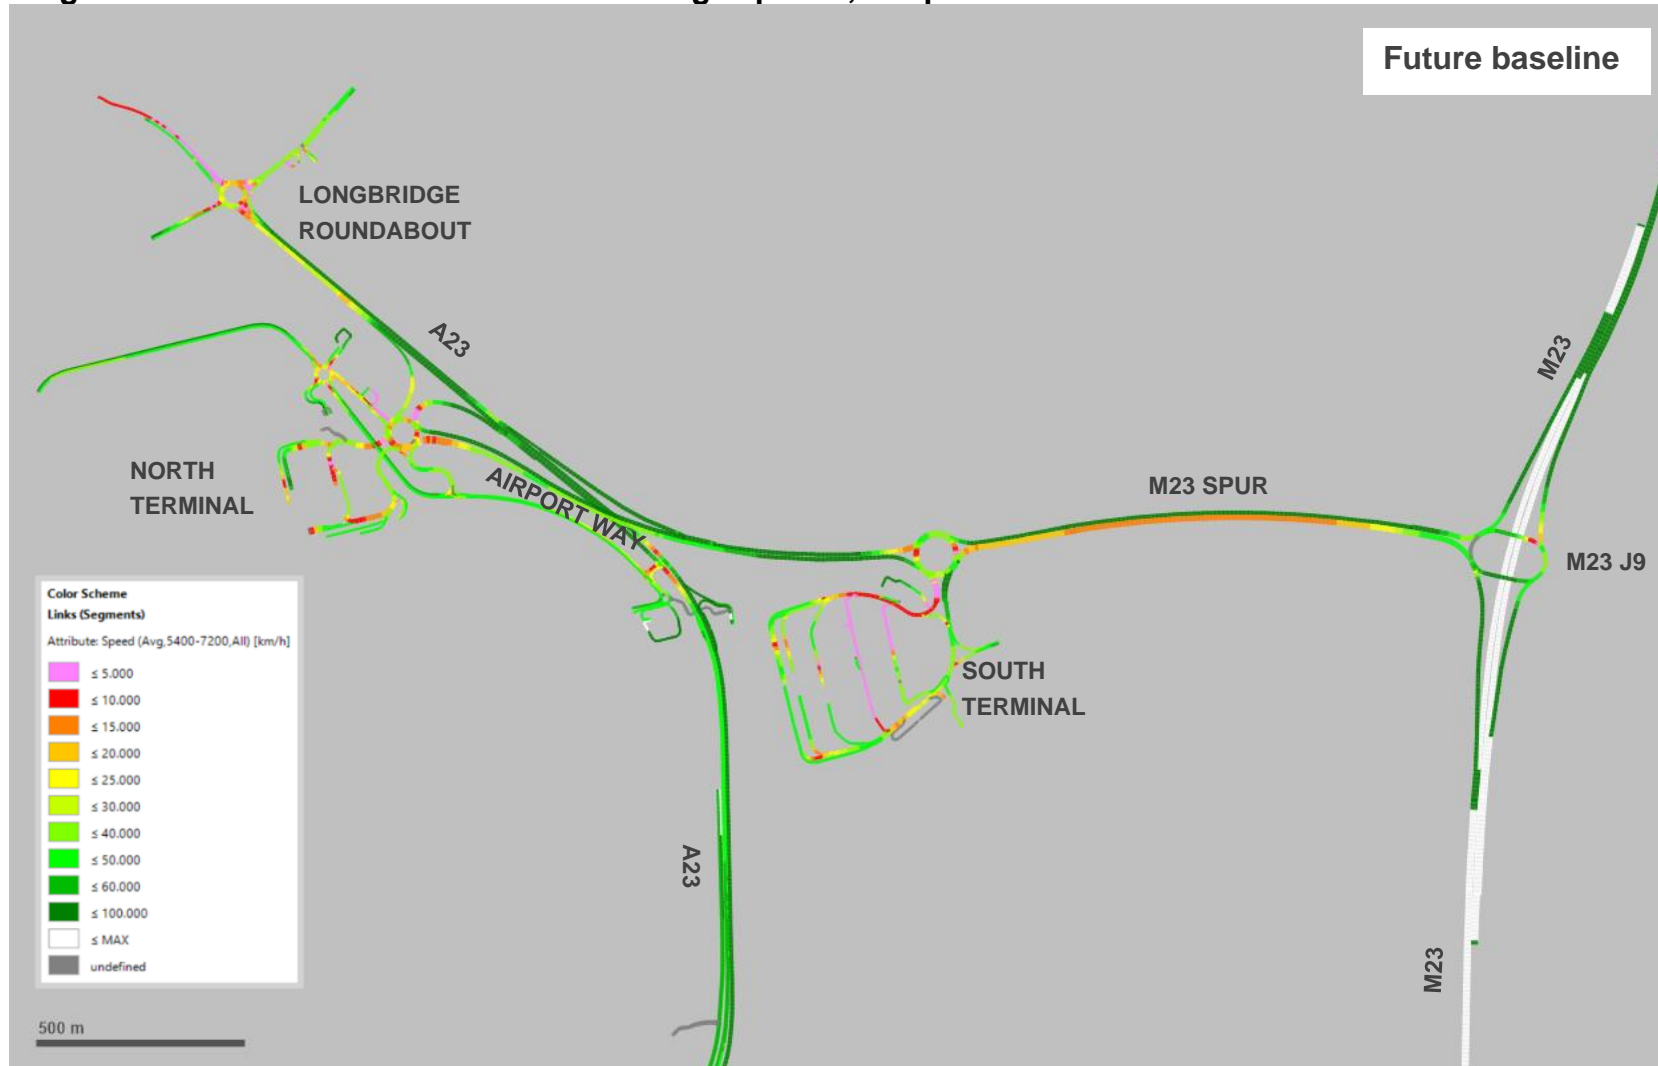 Future baseline
LONGBRIDGE
ROUNDABOUT
A23
M23
NORTH
TERMINAL
AIRPORT WAY
M23 SPUR
M23 J9
SOUTH
TERMINAL
A23
M23
Color Scheme
Links (Segments)
Attribute: Speed (Avg,5400-7200,All) [km/h]
≤ 5.000
≤ 10.000
≤ 15.000
≤ 20.000
≤ 25.000
≤ 30.000
≤ 40.000
≤ 50.000
≤ 60.000
≤ 100.000
≤ MAX
undefined
500 m